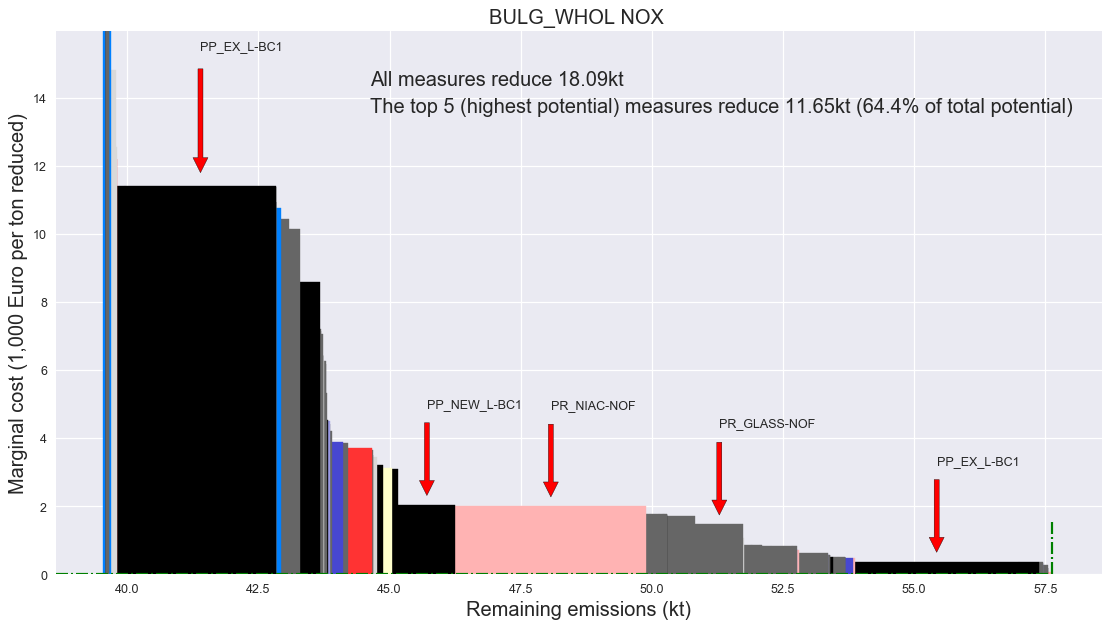 BULG_WHOL NOX
PP_EX_L-BC1
All measures reduce 18.09kt
The top 5 (highest potential) measures reduce 11.65kt (64.4% of total potential)
Marginal cost (1,000 Euro per ton reduced)
14
12
10
8
6
4
2
0
PP_NEW_L-BC1
PR_NIAC-NOF
PR_GLASS-NOF
PP_EX_L-BC1
40.0 42.5 45.0 47.5 50.0 52.5 55.0 57.5
Remaining emissions (kt)